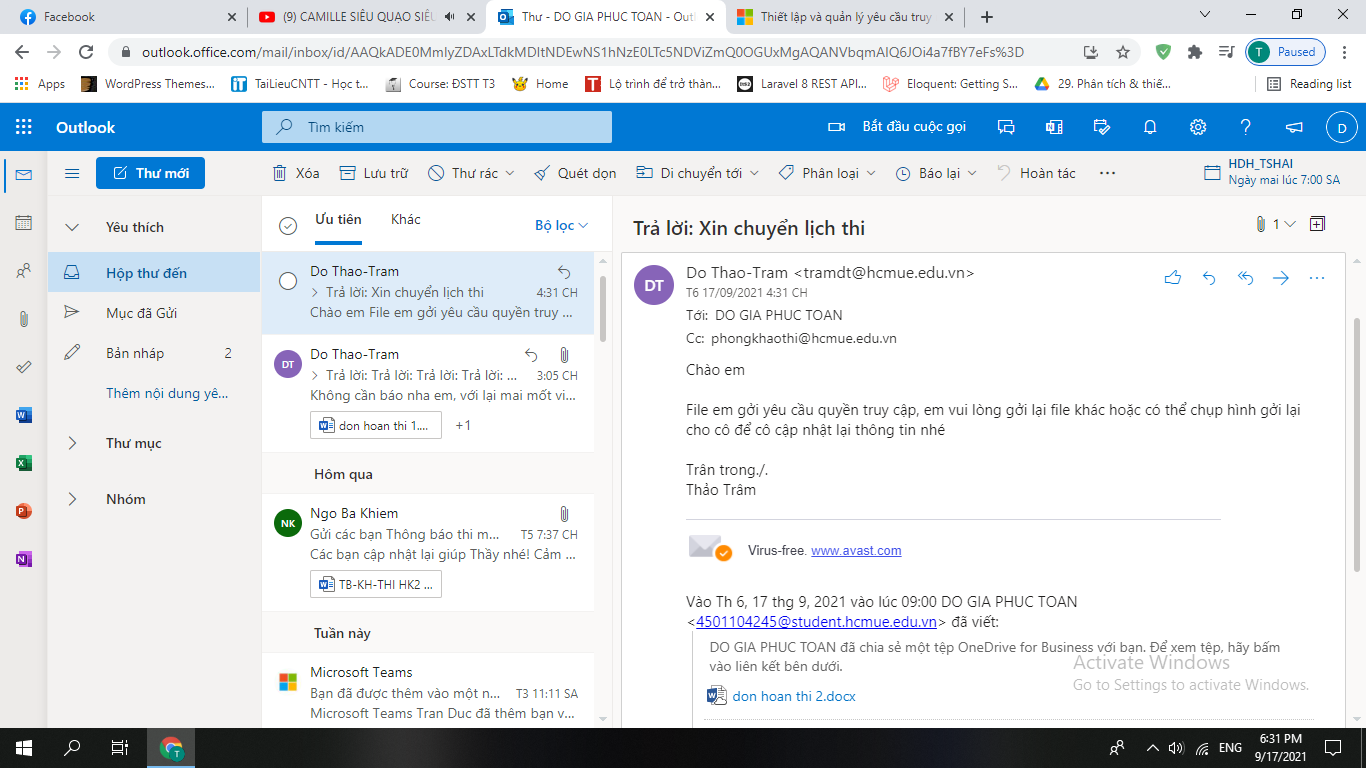 Facebook
(9) CAMILLE SIÊU QUẠO SIÊU
Thư - DO GIA PHUC TOAN - Outl
Thiết lập và quản lý yêu cầu truy
outlook.office.com/mail/inbox/id/AAQkADE0MmIyZDAxLTdkMDItNDEwNS1hNzE0LTc5NDViZmQ0OGUxMgAQANVbqmAIQ6JOi4a7fBY7eFs%3D
T Paused
Apps
WordPress Themes...
TaiLieuCNTT - Học t...
Course: ĐSTT T3
Home
Lộ trình để trở thàn...
Laravel 8 REST API...
Eloquent: Getting S...
29. Phân tích & thiế...
Reading list
Outlook
Tìm kiếm
Bắt đầu cuộc gọi
D
Thư mới
Xóa
Lưu trữ
Thư rác
Quét dọn
Di chuyển tới
Phân loại
Báo lại
Hoàn tác
HDH_TSHAI
Ngày mai lúc 7:00 SA
Yêu thích
Hộp thư đến
Mục đã Gửi
Bản nháp 2
Thêm nội dung yê...
Thư mục
Nhóm
Ưu tiên
Khác
Bộ lọc
Do Thao-Tram
Trả lời: Xin chuyển lịch thi 4:31 CH
Chào em File em gởi yêu cầu quyền truy ...
DT
Do Thao-Tram
Trả lời: Trả lời: Trả lời: Trả lời: ... 3:05 CH
Không cần báo nha em, với lại mai mốt vi...
don hoan thi 1.... +1
Hôm qua
NK
Ngo Ba Khiem
Gửi các bạn Thông báo thi m... T5 7:37 CH
Các bạn cập nhật lại giúp Thầy nhé! Cảm ...
TB-KH-THI HK2 ...
Tuần này
Microsoft Teams
Bạn đã được thêm vào một n... T3 11:11 SA
Microsoft Teams Tran Duc đã thêm bạn v...
Trả lời: Xin chuyển lịch thi
1
DT
Do Thao-Tram <tramdt@hcmue.edu.vn>
T6 17/09/2021 4:31 CH
Tới: DO GIA PHUC TOAN
Cc: phongkhaothi@hcmue.edu.vn
Chào em
File em gởi yêu cầu quyền truy cập, em vui lòng gởi lại file khác hoặc có thể chụp hình gởi lại
cho cô để cô cập nhật lại thông tin nhé
Trân trong./.
Thảo Trâm
Virus-free. www.avast.com
Vào Th 6, 17 thg 9, 2021 vào lúc 09:00 DO GIA PHUC TOAN
<4501104245@student.hcmue.edu.vn> đã viết:
DO GIA PHUC TOAN đã chia sẻ một tệp OneDrive for Business với bạn. Để xem tệp, hãy bấm
vào liên kết bên dưới.
don hoan thi 2.docx
Activate Windows
Go to Settings to activate Windows.
ENG
6:31 PM
9/17/2021